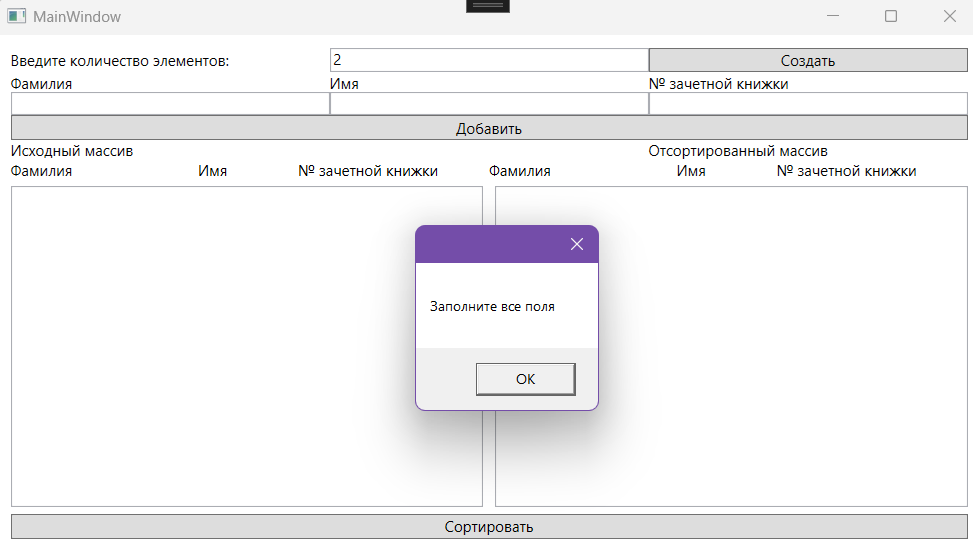 MainWindow
Введите количество элементов: 2 Создать
Фамилия Имя № зачетной книжки
Добавить
Исходный массив Отсортированный массив
Фамилия Имя № зачетной книжки Фамилия Имя № зачетной книжки
Заполните все поля
OK
Сортировать